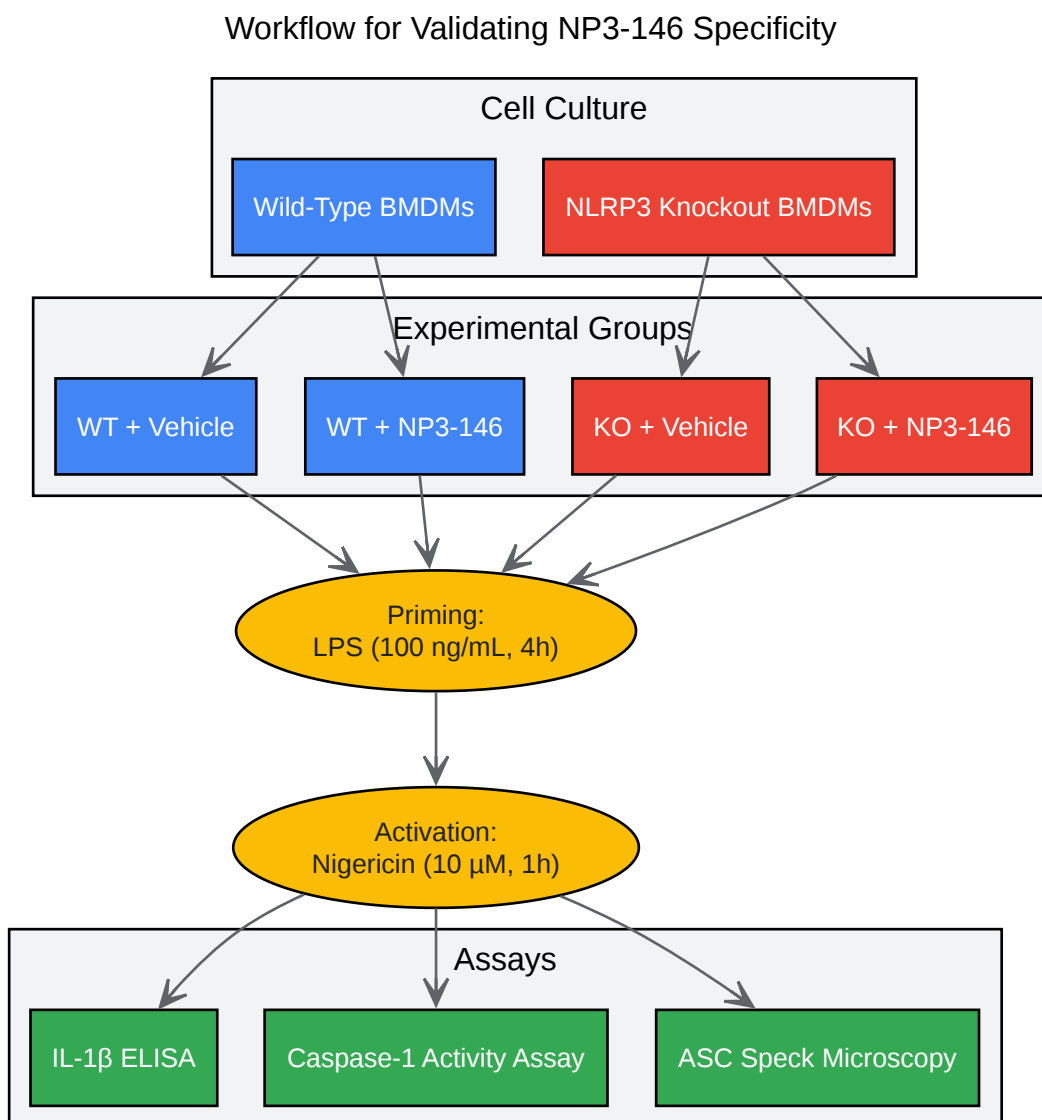 Workflow for Validating NP3-146 Specificity
Cell Culture
Wild-Type BMDMs
NLRP3 Knockout BMDMs
Experimental Groups
WT + Vehicle
WT + NP3-146
KO + Vehicle
KO + NP3-146
Priming:
LPS (100 ng/mL, 4h)
Activation:
Nigericin (10 µM, 1h)
Assays
IL-1β ELISA
Caspase-1 Activity Assay
ASC Speck Microscopy